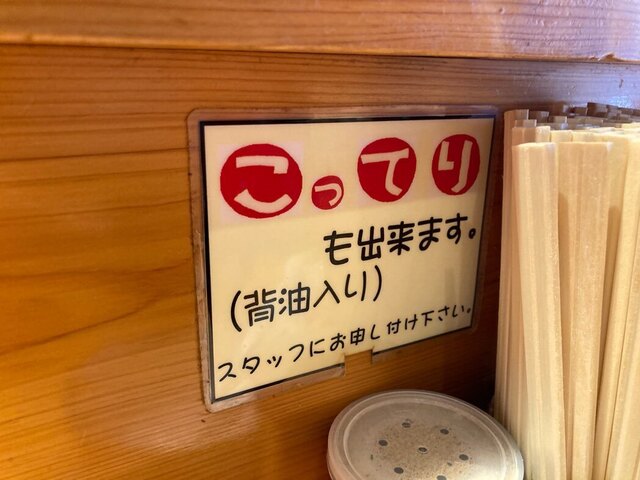 こってり
も出来ます。
(背油入り)
スタッフにお申し付け下さい。